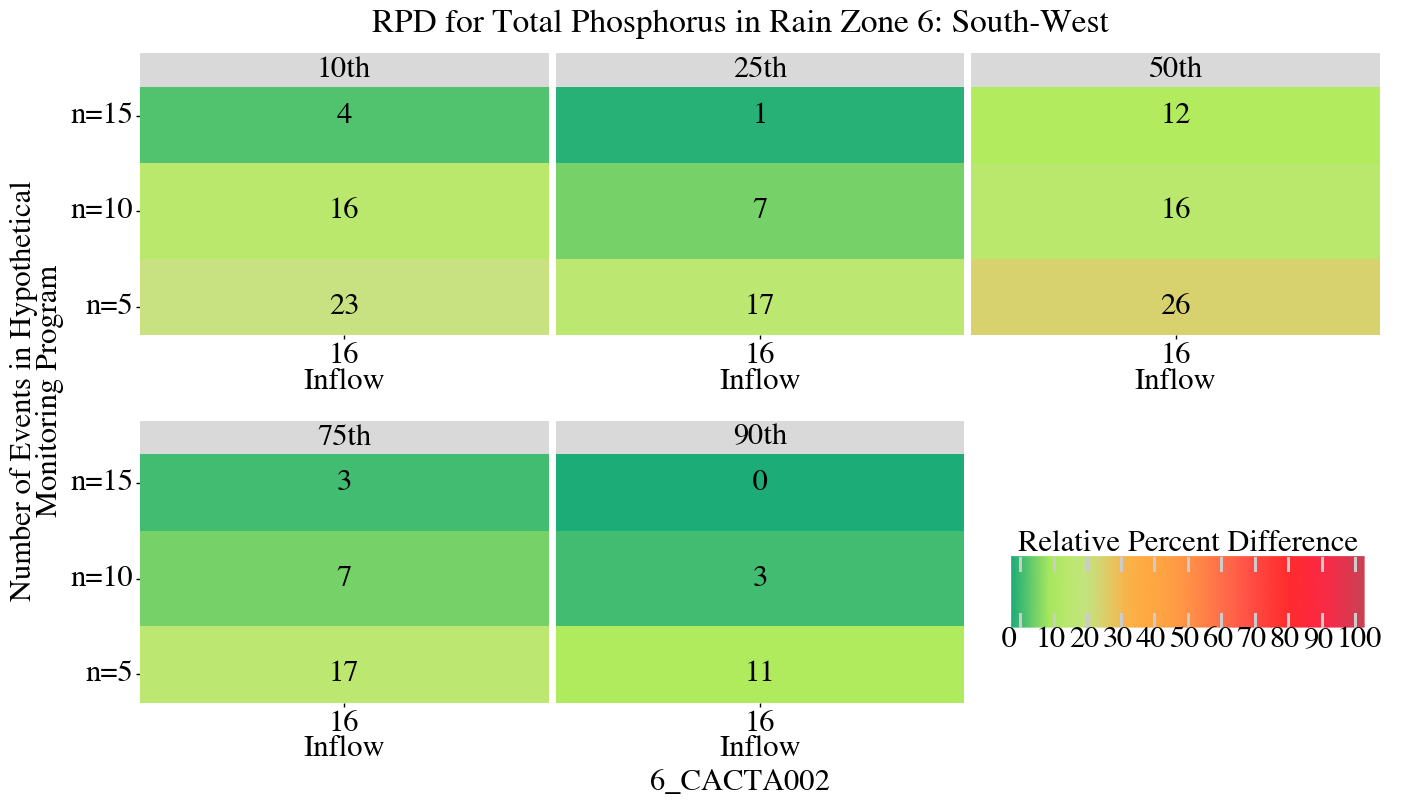 RPD for Total Phosphorus in Rain Zone 6: South-West
10th 25th 50th
n=15 4 1 12
n=10 16 7 16
n=5 23 17 26
16 16 16
Inflow Inflow Inflow
Number of Events in Hypothetical
Monitoring Program
75th 90th
n=15 3 0
n=10 7 3
n=5 17 11
16 16
Inflow Inflow
Relative Percent Difference
0 10 20 30 40 50 60 70 80 90 100
6_CACTA002